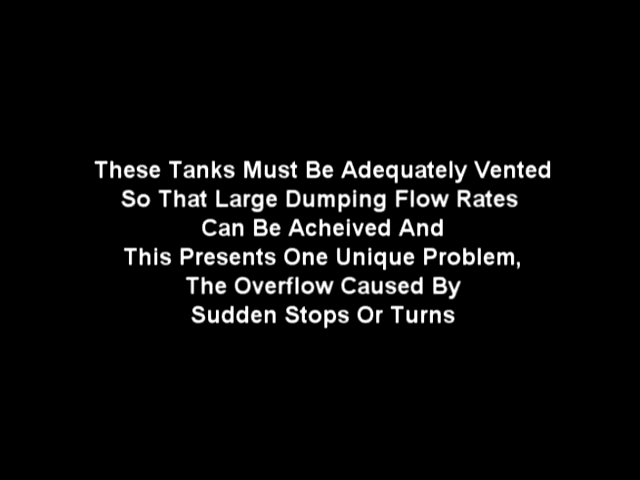 These Tanks Must Be Adequately Vented
So That Large Dumping Flow Rates
Can Be Acheived And
This Presents One Unique Problem,
The Overflow Caused By
Sudden Stops Or Turns